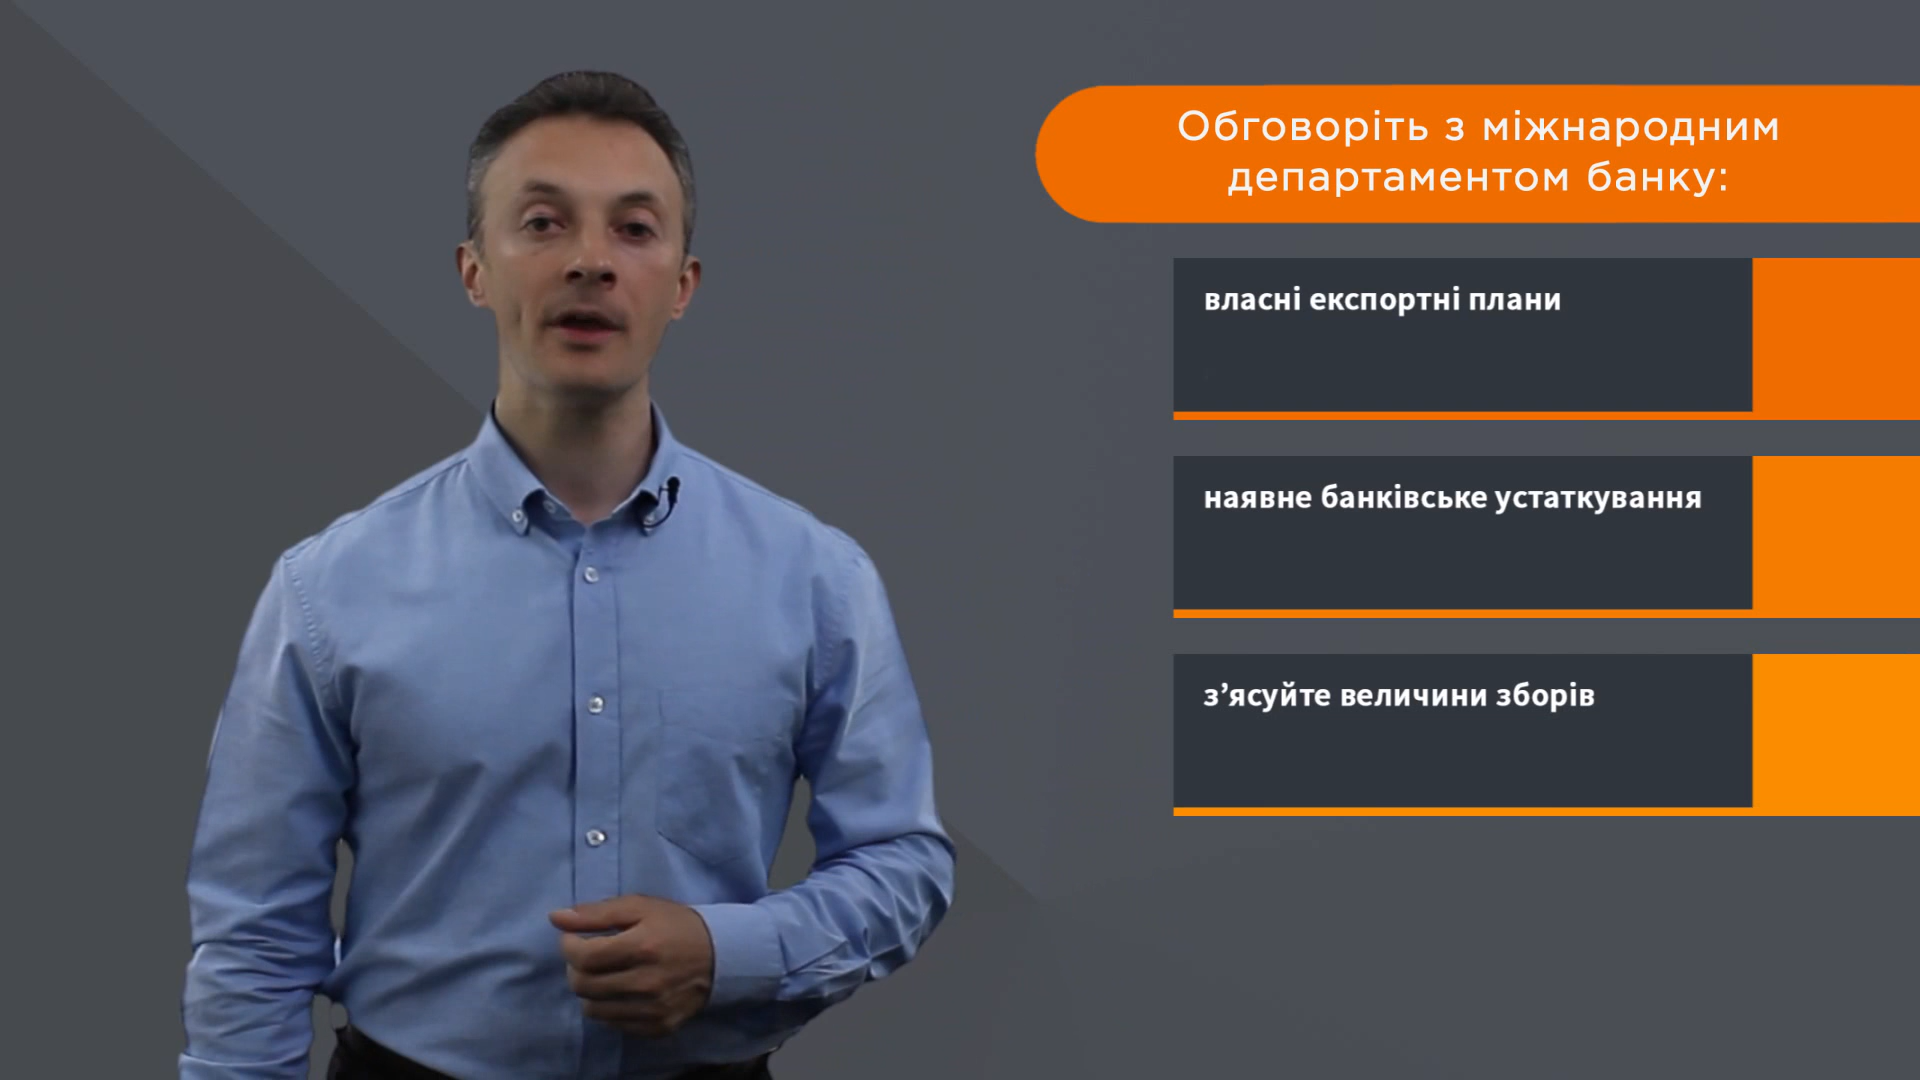 Обговоріть з міжнародним
департаментом банку:
власні експортні плани
наявне банківське устаткування
з’ясуйте величини зборів